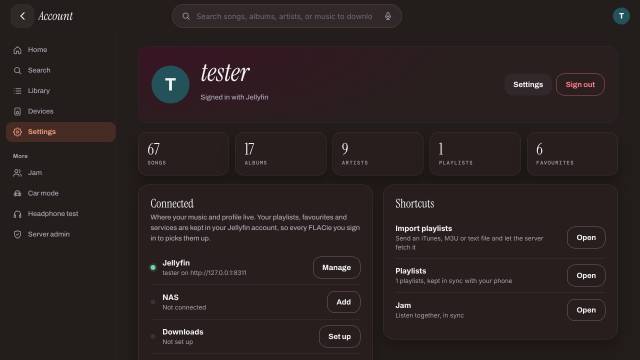 Account
Search songs, albums, artists, or music to downlo
T
Home
Search
Library
Devices
Settings
More
Jam
Car mode
Headphone test
Server admin
T
tester
Signed in with Jellyfin
Settings
Sign out
67
SONGS
17
ALBUMS
9
ARTISTS
1
PLAYLISTS
6
FAVOURITES
Connected
Where your music and profile live. Your playlists, favourites and
services are kept in your Jellyfin account, so every FLACie you sign
in to picks them up.
Jellyfin
tester on http://127.0.0.1:8311
Manage
NAS
Not connected
Add
Downloads
Not set up
Set up
Shortcuts
Import playlists
Send an iTunes, M3U or text file and let the server
fetch it
Open
Playlists
1 playlists, kept in sync with your phone
Open
Jam
Listen together, in sync
Open